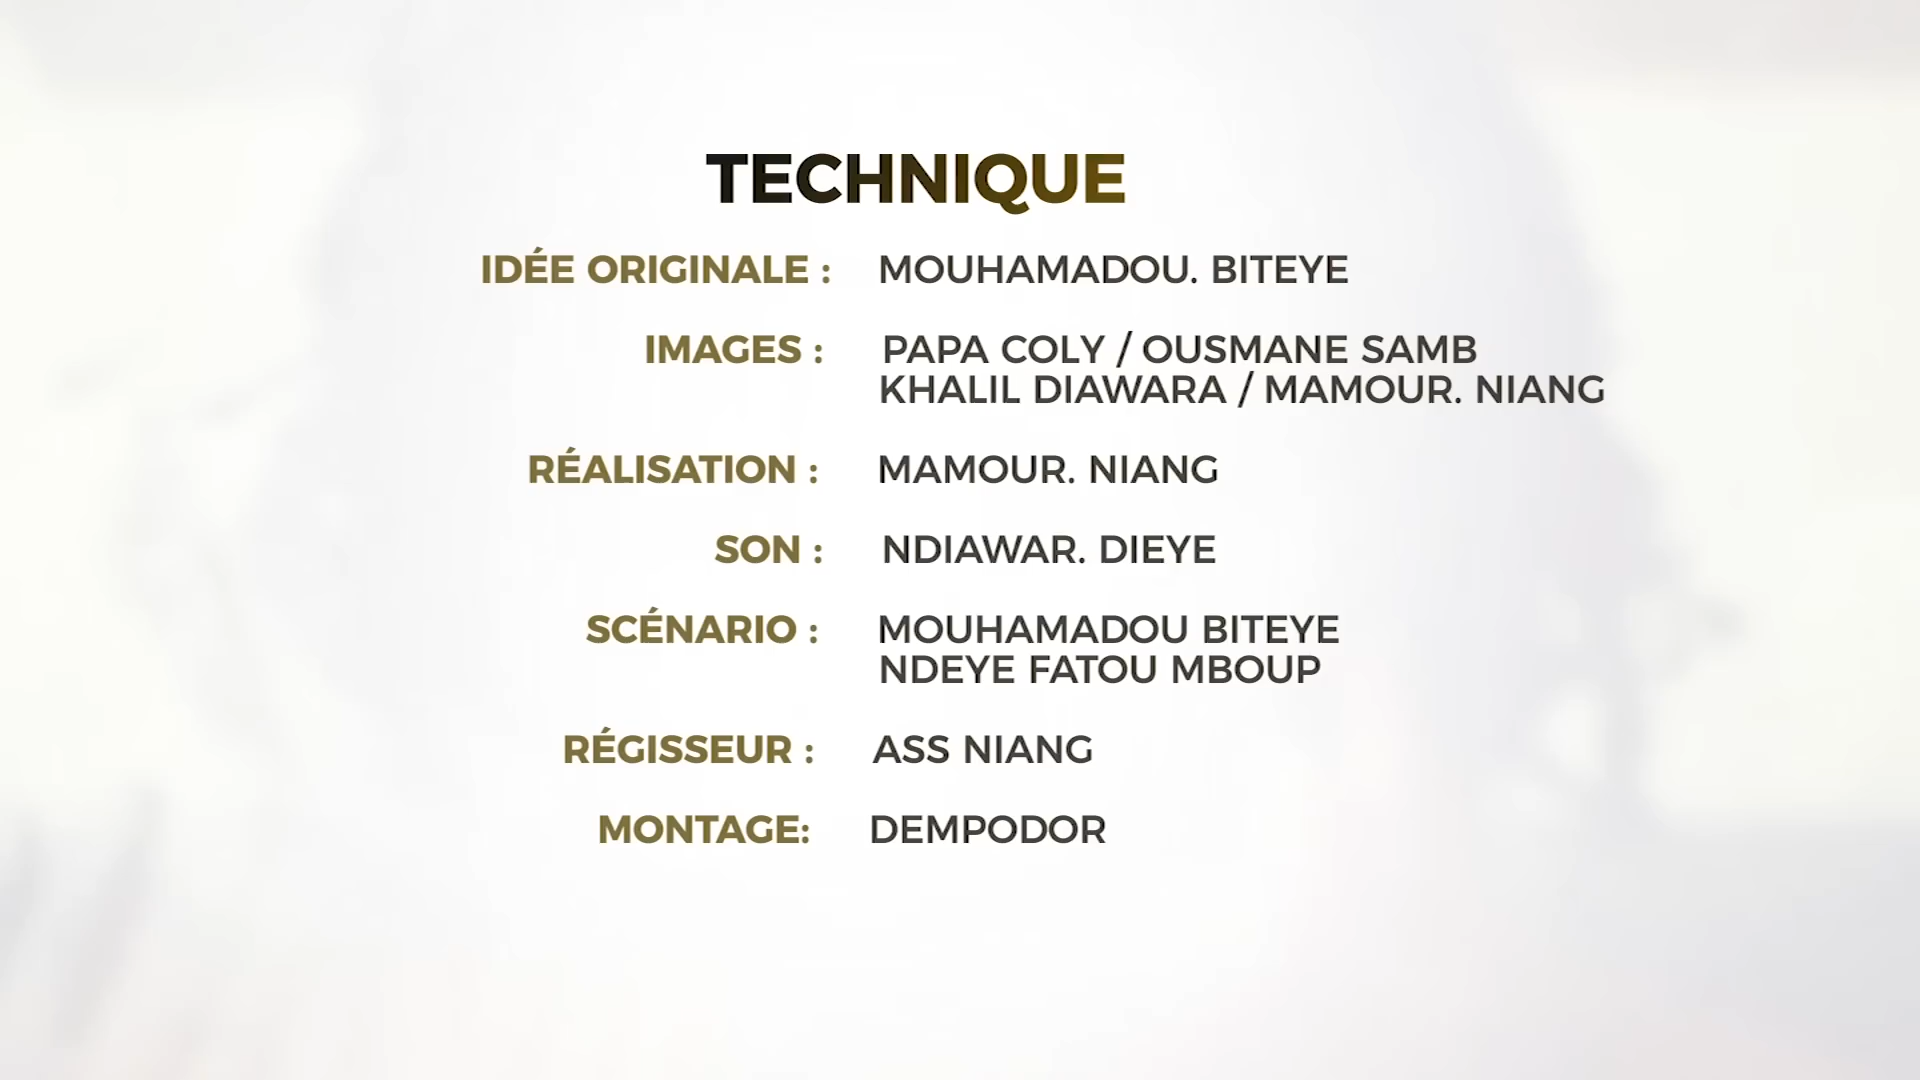 TECHNIQUE
IDÉE ORIGINALE : MOUHAMADOU. BITEYE
IMAGES : PAPA COLY / OUSMANE SAMB
KHALIL DIAWARA / MAMOUR. NIANG
RÉALISATION : MAMOUR. NIANG
SON : NDIAWAR. DIEYE
SCÉNARIO : MOUHAMADOU BITEYE
NDEYE FATOU MBOUP
RÉGISSEUR : ASS NIANG
MONTAGE: DEMPODOR